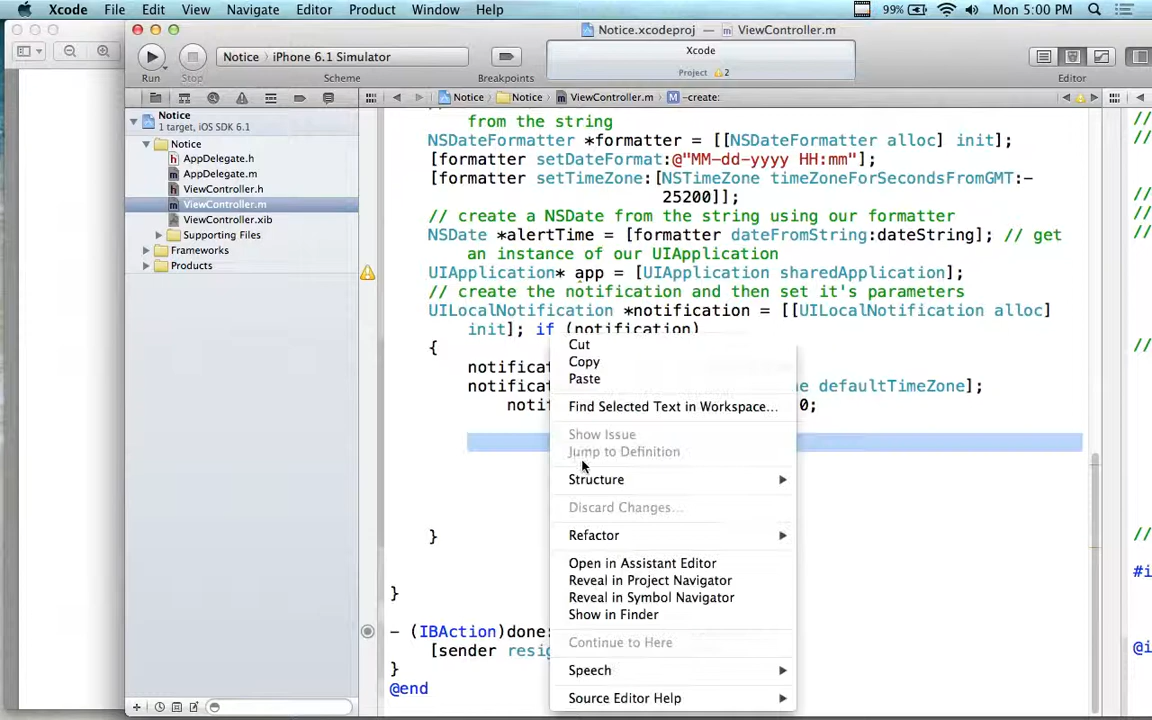 Xcode File Edit View Navigate Editor Product Window Help 99% Mon 5:00 PM
Notice.xcodeproj — ViewController.m
Run Stop Notice › iPhone 6.1 Simulator Xcode
Scheme Breakpoints Project 2 Editor
Notice Notice ViewController.m M -create:
Notice
1 target, iOS SDK 6.1
Notice
h AppDelegate.h
m AppDelegate.m
h ViewController.h
m ViewController.m
ViewController.xib
Supporting Files
Frameworks
Products
from the string
NSDateFormatter *formatter = [[NSDateFormatter alloc] init];
[formatter setDateFormat:@"MM-dd-yyyy HH:mm"];
[formatter setTimeZone:[NSTimeZone timeZoneForSecondsFromGMT:-
25200]];
// create a NSDate from the string using our formatter
NSDate *alertTime = [formatter dateFromString:dateString]; // get
an instance of our UIApplication
UIApplication* app = [UIApplication sharedApplication];
// create the notification and then set it's parameters
UILocalNotification *notification = [[UILocalNotification alloc]
init]; if (notification)
{
notifica
notifica e defaultTimeZone];
noti 0;
}
}
- (IBAction)done:
[sender resig
}
@end
Cut
Copy
Paste
Find Selected Text in Workspace...
Show Issue
Jump to Definition
Structure
Discard Changes...
Refactor
Open in Assistant Editor
Reveal in Project Navigator
Reveal in Symbol Navigator
Show in Finder
Continue to Here
Speech
Source Editor Help
//
//
//
//
//
//
//
#i
@i